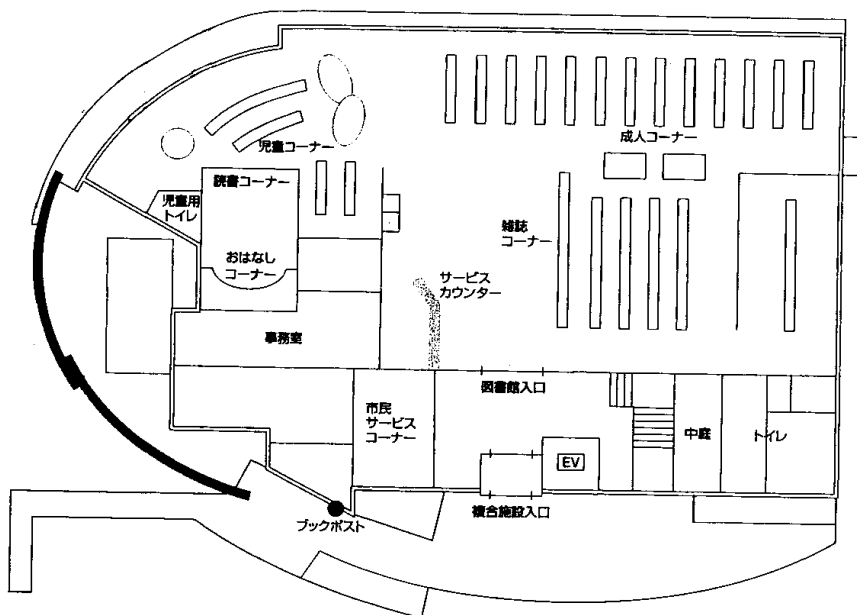 児童コーナー
成人コーナー
読書コーナー
児童用
トイレ
おはなし
コーナー
雑誌
コーナー
サービス
カウンター
事務室
図書館入口
市民
サービス
コーナー
中庭
トイレ
EV
複合施設入口
ブックポスト